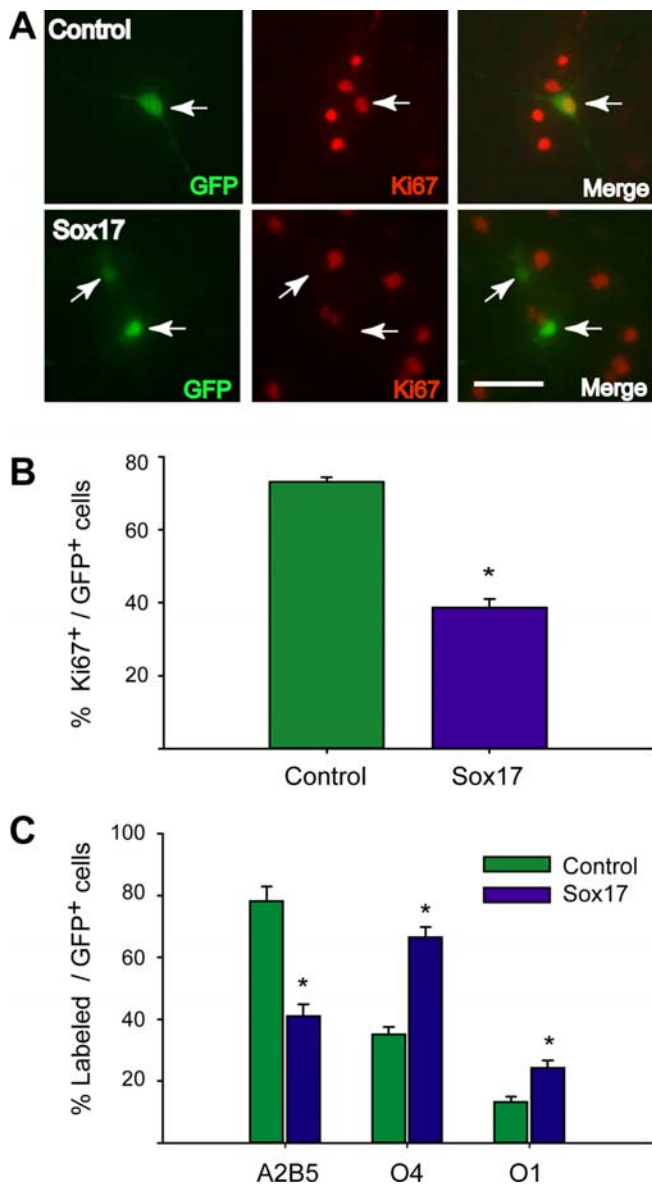 A
Control
GFP
Ki67
Merge
Sox17
GFP
Ki67
Merge
B
% Ki67+ / GFP+ cells
80
60
40
20
*
Control
Sox17
C
% Labeled / GFP+ cells
100
80
60
40
20
Control
Sox17
*
*
*
A2B5
O4
O1